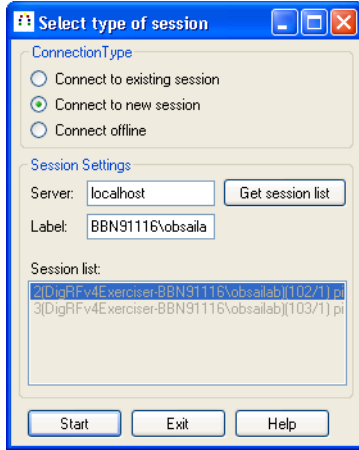 Select type of session
ConnectionType
Connect to existing session
Connect to new session
Connect offline
Session Settings
Server: localhost Get session list
Label: BBN91116\obsaila
Session list:
2(DigRFv4Exerciser-BBN91116\obsailab)(102/1) pi
3(DigRFv4Exerciser-BBN91116\obsailab)(103/1) pi
Start Exit Help